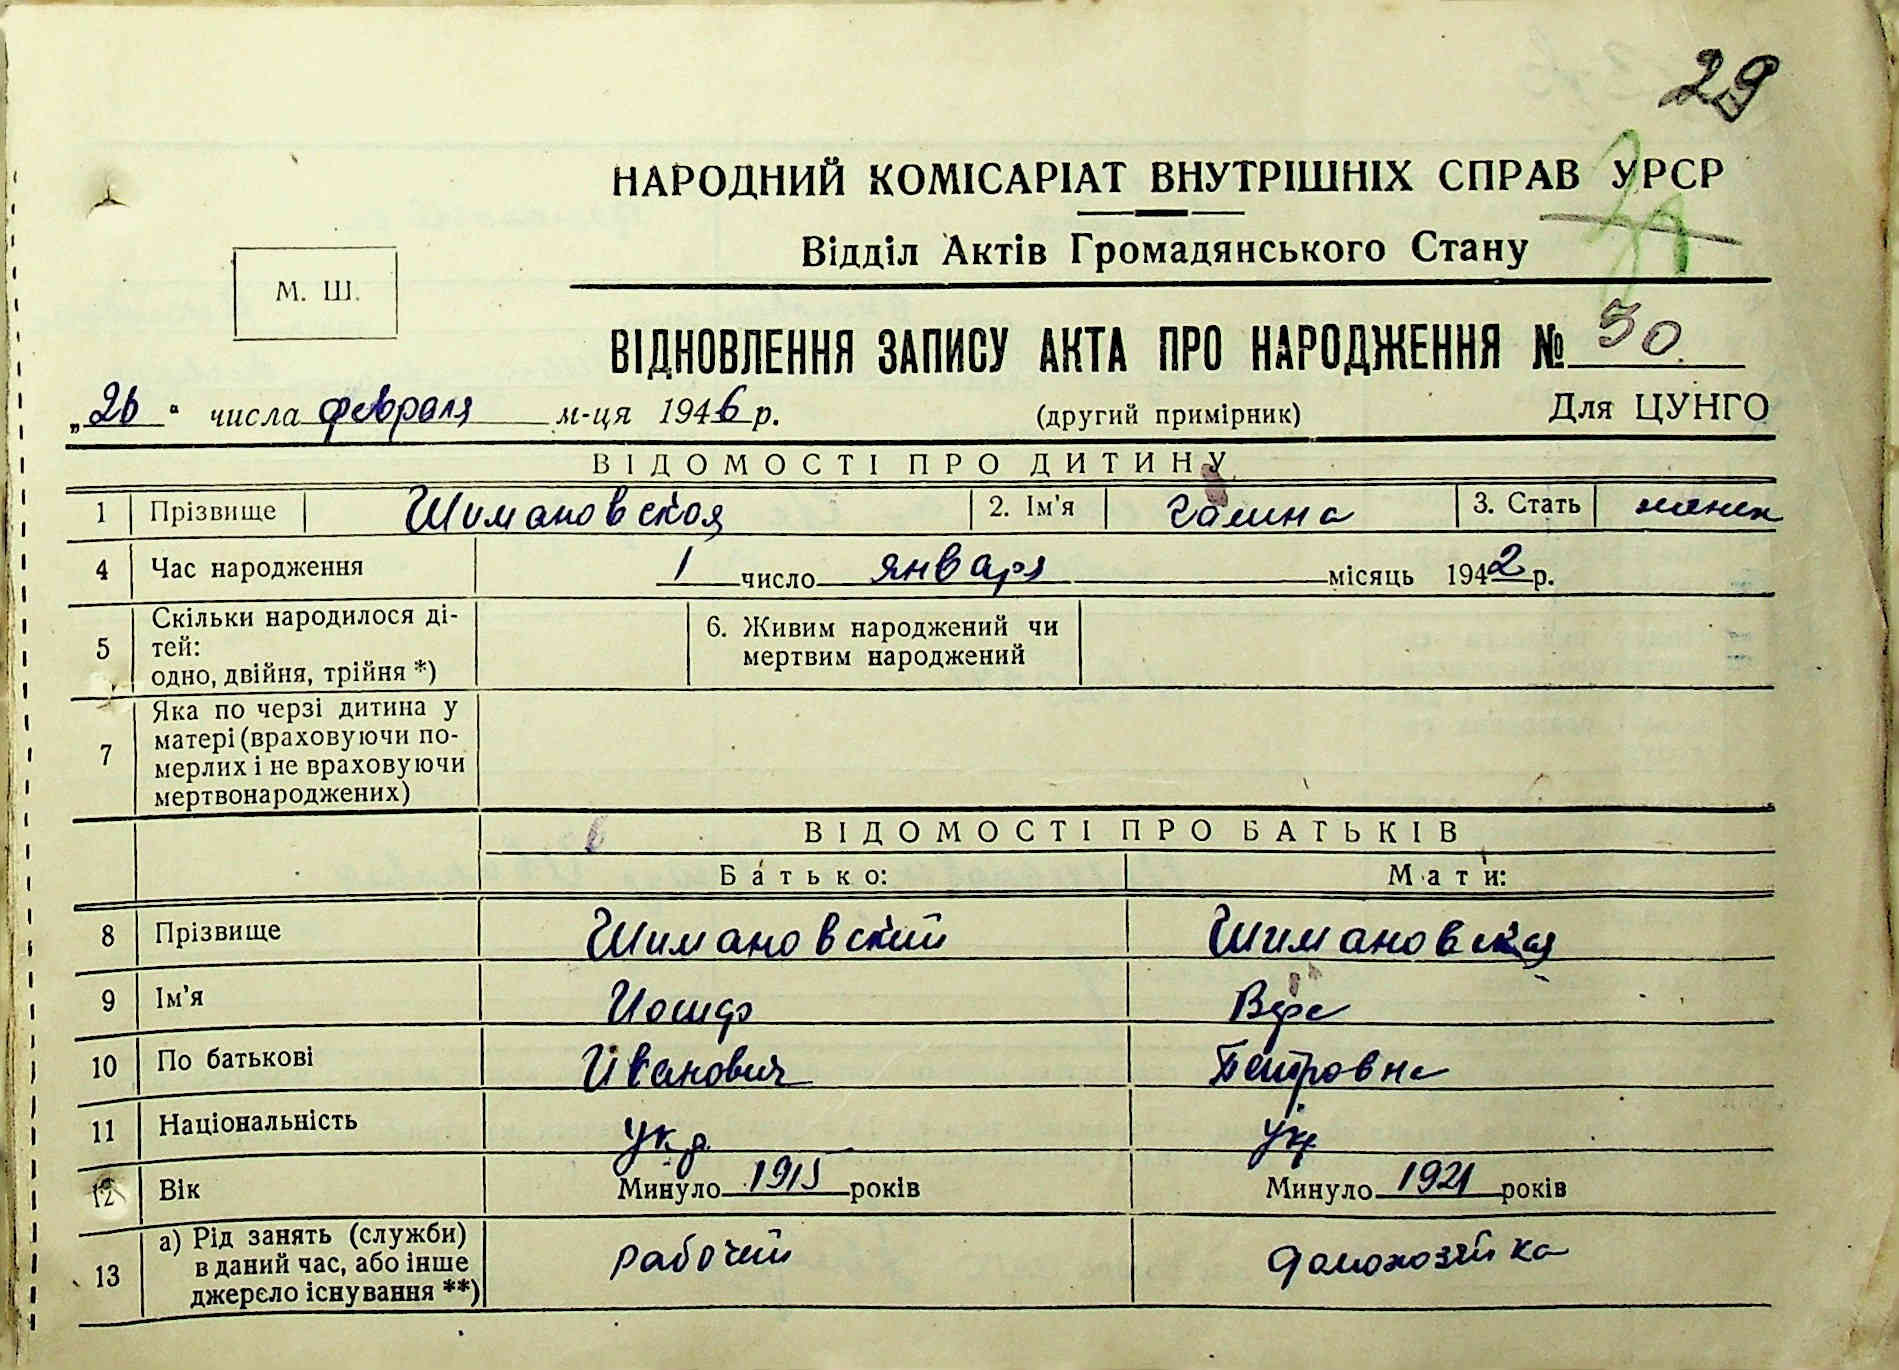 29
НАРОДНИЙ КОМІСАРІАТ ВНУТРІШНІХ СПРАВ УРСР
Відділ Актів Громадянського Стану
М. Ш.
ВІДНОВЛЕННЯ ЗАПИСУ АКТА ПРО НАРОДЖЕННЯ № 30
„26" числа февраля м-ця 1946 р. (другий примірник) Для ЦУНГО
ВІДОМОСТІ ПРО ДИТИНУ
1 Прізвище Шимановская 2. Ім'я Галина 3. Стать женск
4 Час народження 1 число января місяць 1942 р.
5 Скільки народилося ді-
тей:
одно, двійня, трійня *)
6. Живим народжений чи
мертвим народжений
7 Яка по черзі дитина у
матері (враховуючи по-
мерлих і не враховуючи
мертвонароджених)
ВІДОМОСТІ ПРО БАТЬКІВ
Батько: Мати:
8 Прізвище Шимановский Шимановская
9 Ім'я Иосиф Вера
10 По батькові Иванович Петровна
11 Національність Укр. Укр
12 Вік Минуло 1915 років Минуло 1921 років
13 а) Рід занять (служби)
в даний час, або інше
джерело існування **)
рабочий домохозяйка